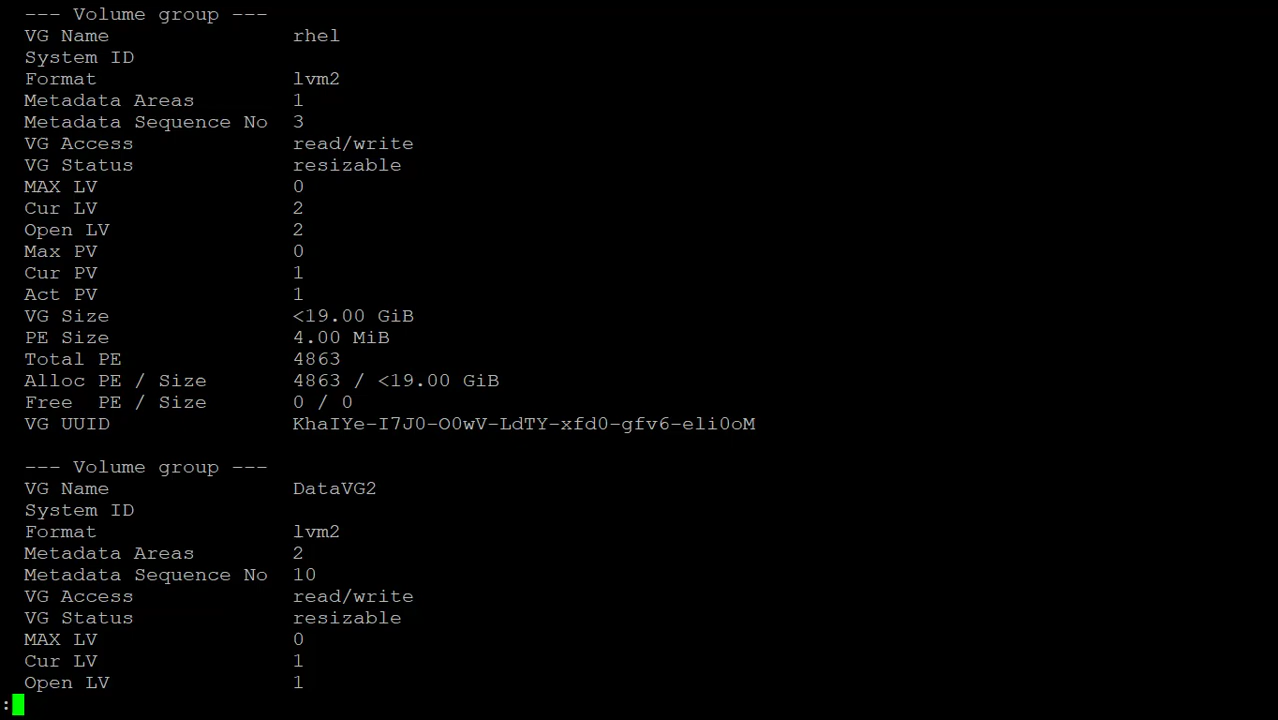 --- Volume group ---
VG Name rhel
System ID
Format lvm2
Metadata Areas 1
Metadata Sequence No 3
VG Access read/write
VG Status resizable
MAX LV 0
Cur LV 2
Open LV 2
Max PV 0
Cur PV 1
Act PV 1
VG Size <19.00 GiB
PE Size 4.00 MiB
Total PE 4863
Alloc PE / Size 4863 / <19.00 GiB
Free  PE / Size 0 / 0
VG UUID KhaIYe-I7J0-O0wV-LdTY-xfd0-gfv6-eli0oM
--- Volume group ---
VG Name DataVG2
System ID
Format lvm2
Metadata Areas 2
Metadata Sequence No 10
VG Access read/write
VG Status resizable
MAX LV 0
Cur LV 1
Open LV 1
: